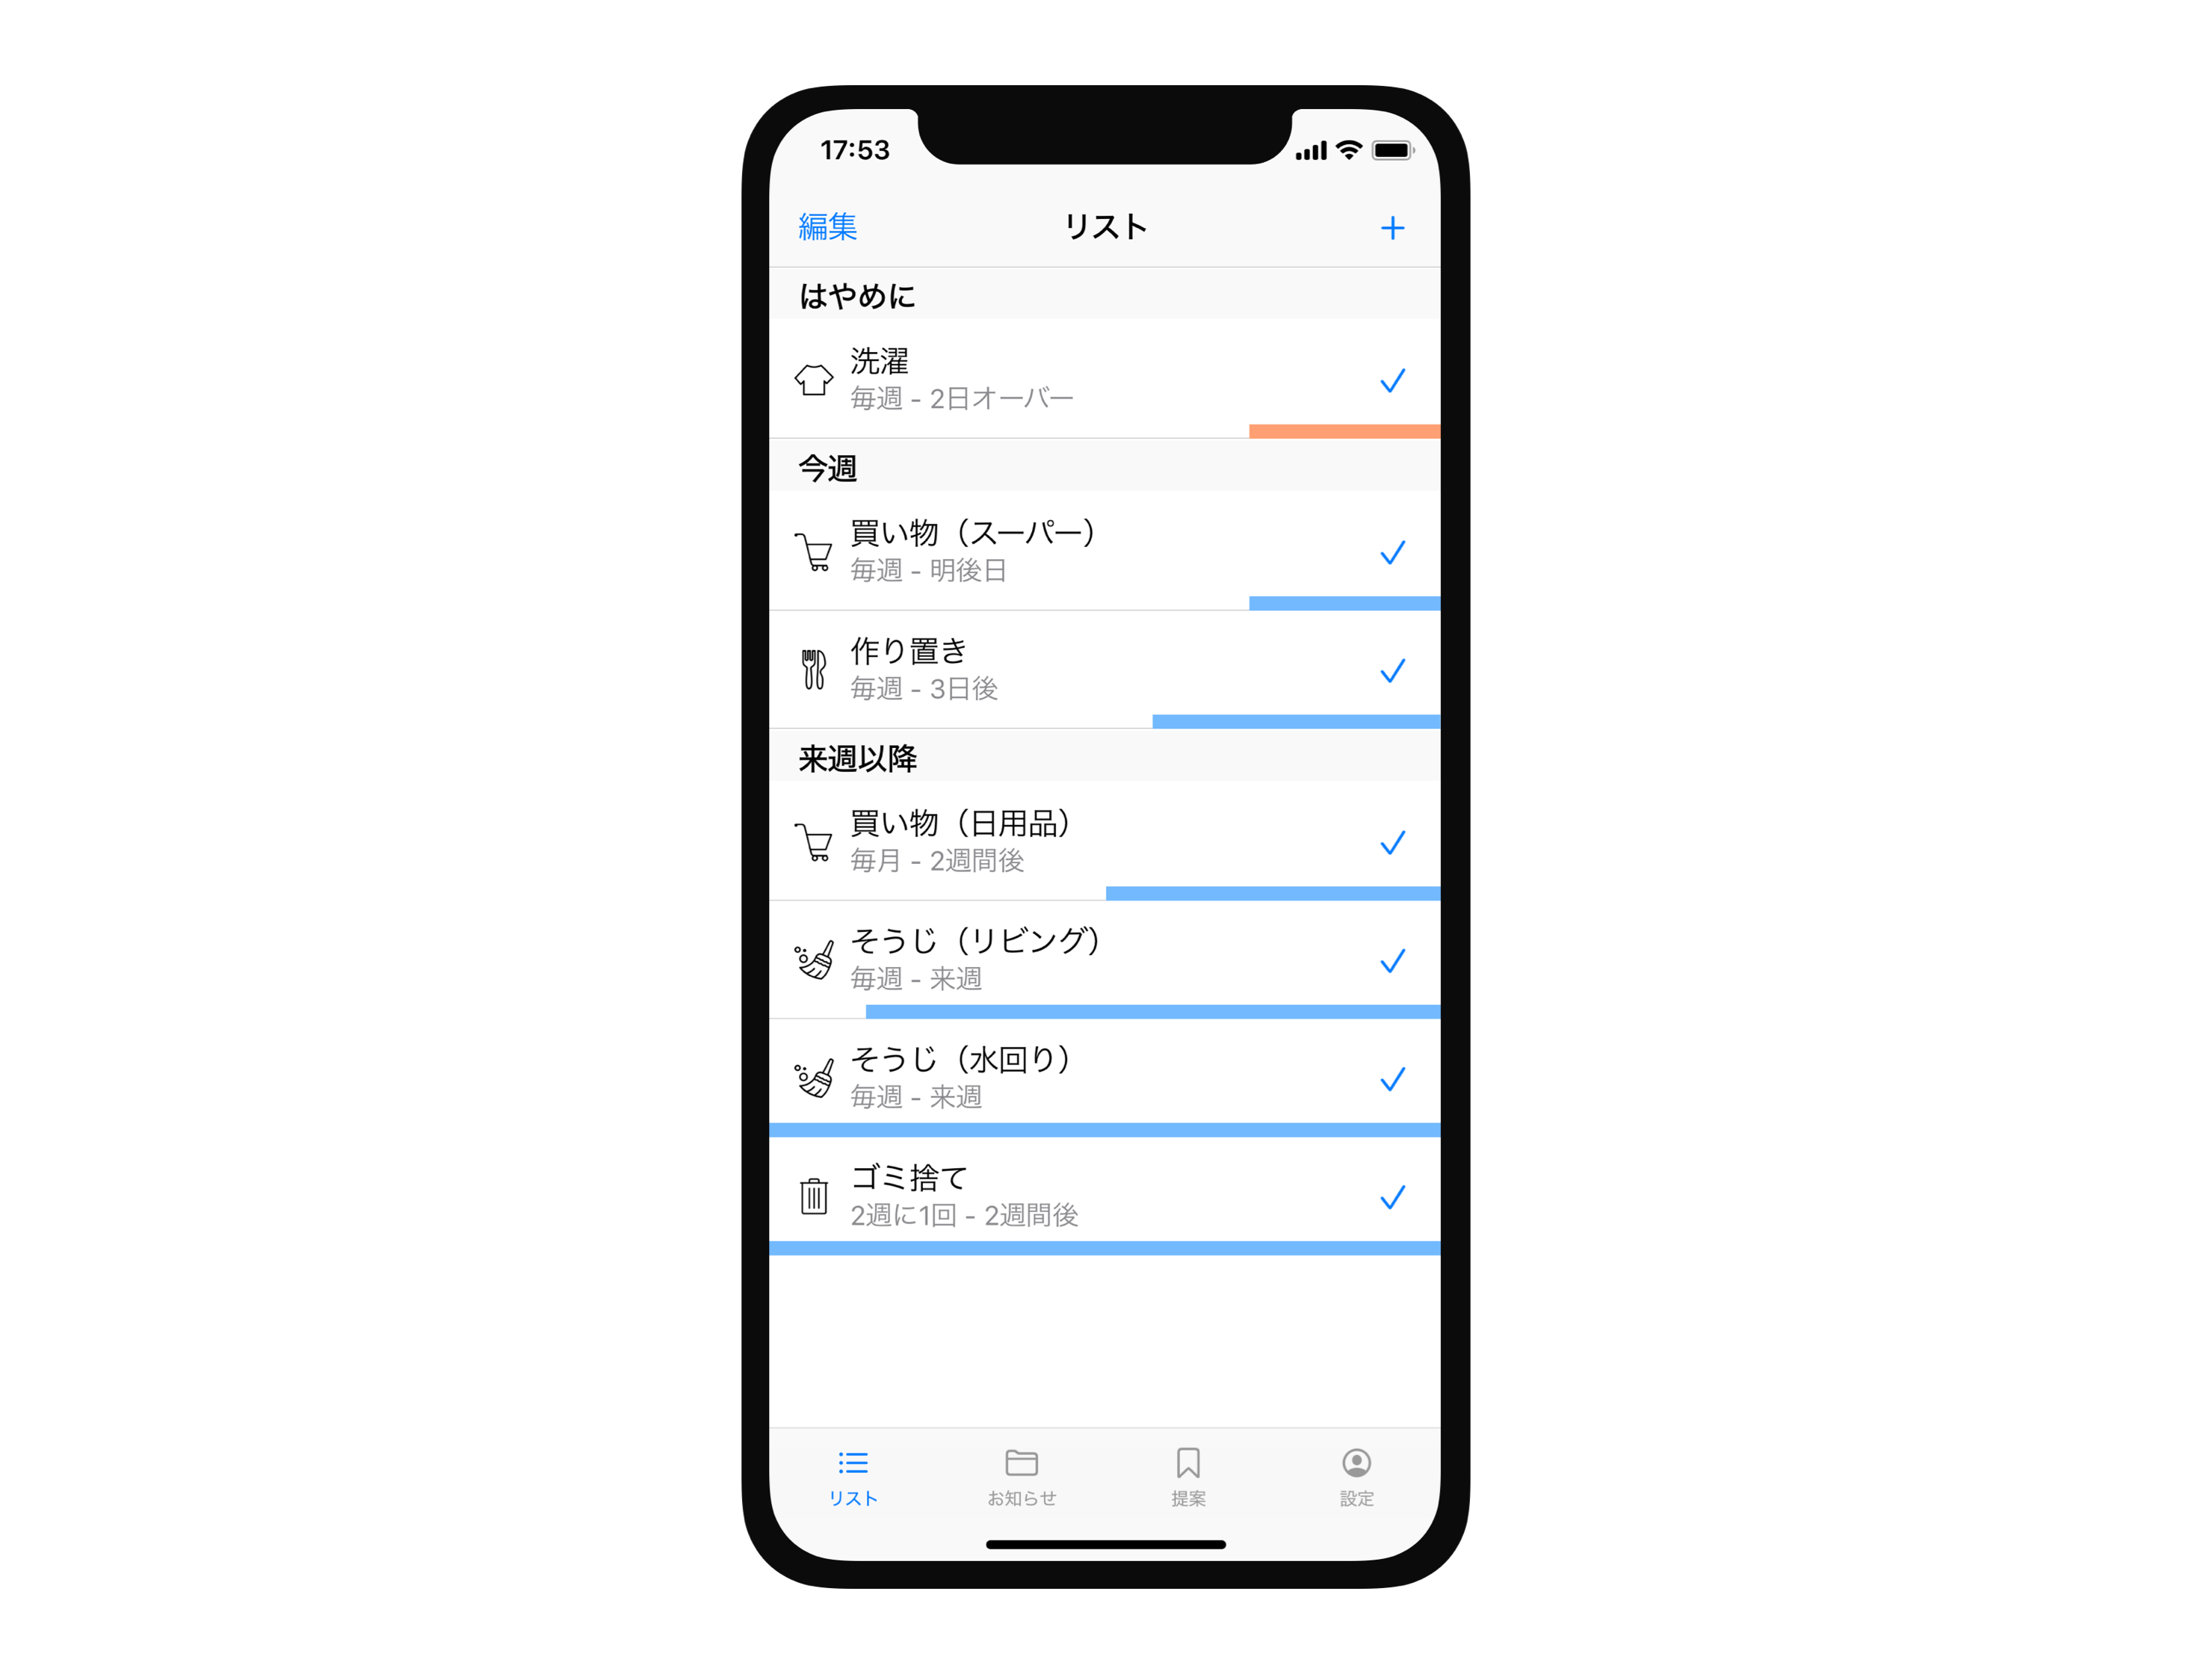 17:53
編集 リスト
はやめに
洗濯
毎週 - 2日オーバー
今週
買い物（スーパー）
毎週 - 明後日
作り置き
毎週 - 3日後
来週以降
買い物（日用品）
毎月 - 2週間後
そうじ（リビング）
毎週 - 来週
そうじ（水回り）
毎週 - 来週
ゴミ捨て
2週に1回 - 2週間後
リスト お知らせ 提案 設定